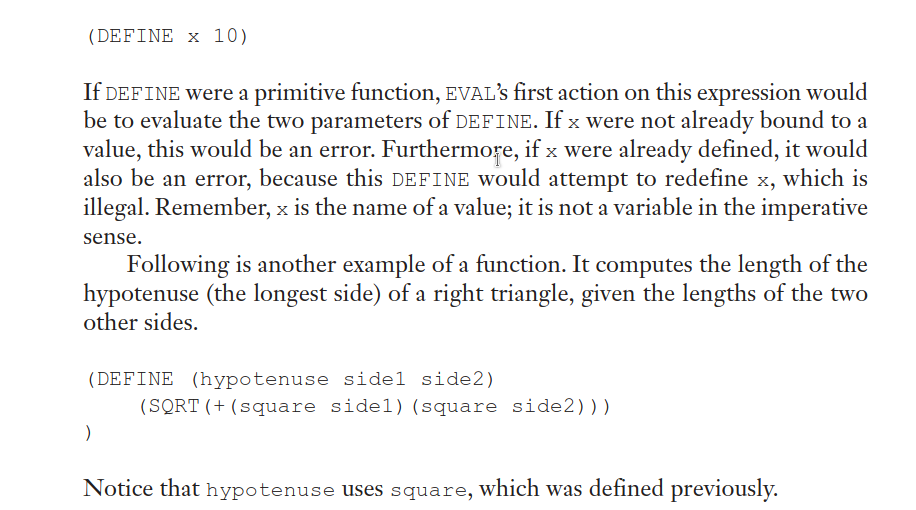 (DEFINE x 10)
If DEFINE were a primitive function, EVAL’s first action on this expression would
be to evaluate the two parameters of DEFINE. If x were not already bound to a
value, this would be an error. Furthermore, if x were already defined, it would
also be an error, because this DEFINE would attempt to redefine x, which is
illegal. Remember, x is the name of a value; it is not a variable in the imperative
sense.
Following is another example of a function. It computes the length of the
hypotenuse (the longest side) of a right triangle, given the lengths of the two
other sides.
(DEFINE (hypotenuse side1 side2)
(SQRT(+(square side1)(square side2)))
)
Notice that hypotenuse uses square, which was defined previously.